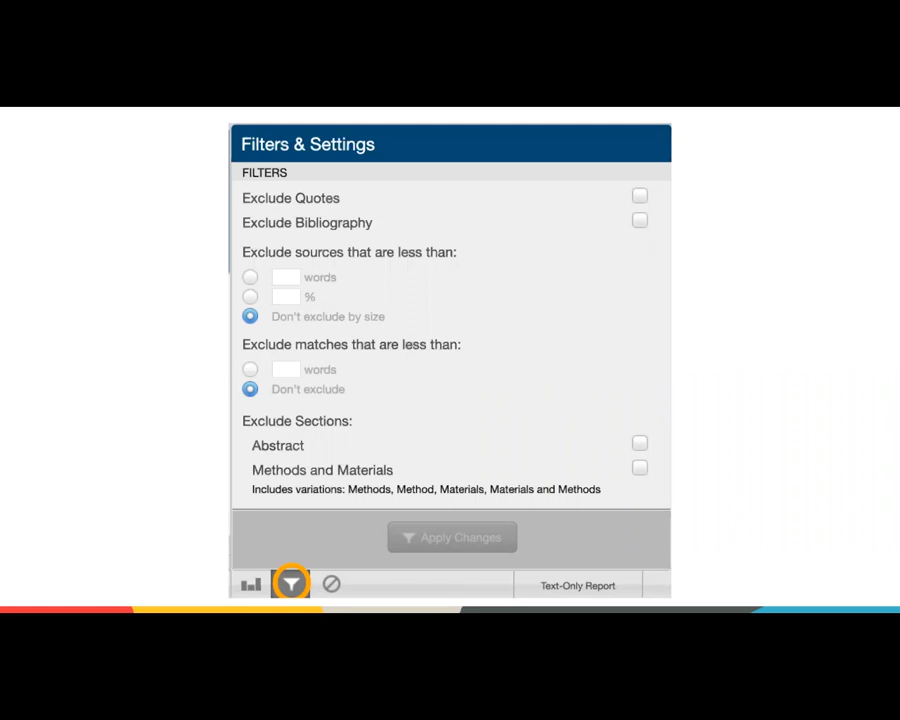 Filters & Settings
FILTERS
Exclude Quotes
Exclude Bibliography
Exclude sources that are less than:
words
%
Don't exclude by size
Exclude matches that are less than:
words
Don't exclude
Exclude Sections:
Abstract
Methods and Materials
Includes variations: Methods, Method, Materials, Materials and Methods
Apply Changes
Text-Only Report